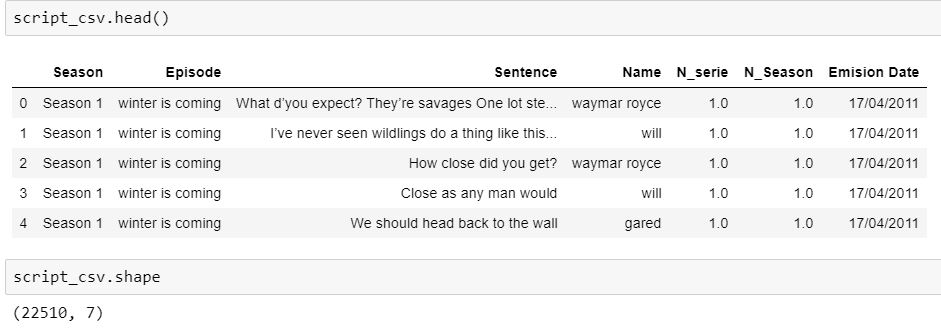 script_csv.head()
Season Episode Sentence Name N_serie N_Season Emision Date
0 Season 1 winter is coming What d’you expect? They’re savages One lot ste... waymar royce 1.0 1.0 17/04/2011
1 Season 1 winter is coming I’ve never seen wildlings do a thing like this... will 1.0 1.0 17/04/2011
2 Season 1 winter is coming How close did you get? waymar royce 1.0 1.0 17/04/2011
3 Season 1 winter is coming Close as any man would will 1.0 1.0 17/04/2011
4 Season 1 winter is coming We should head back to the wall gared 1.0 1.0 17/04/2011
script_csv.shape
(22510, 7)